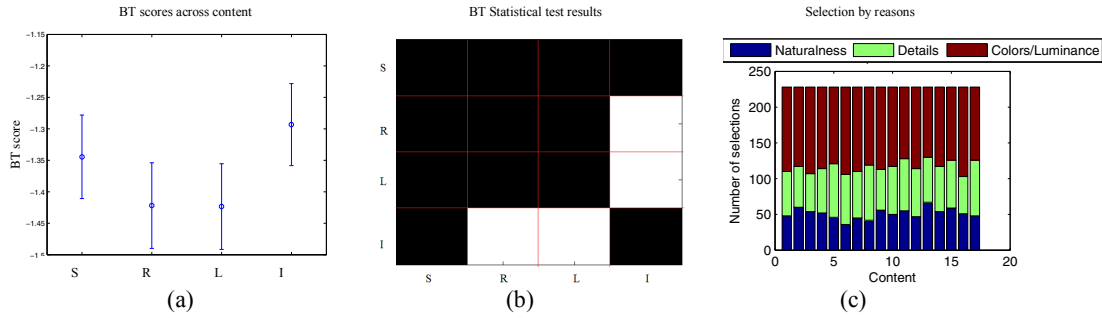 BT scores across content
BT Statistical test results
Selection by reasons
BT score
−1.15
−1.2
−1.25
−1.3
−1.35
−1.4
−1.45
−1.5
S R L I
(a)
S
R
L
I
S R L I
(b)
Naturalness Details Colors/Luminance
Number of selections
250
200
150
100
50
0
0 5 10 15 20
Content
(c)